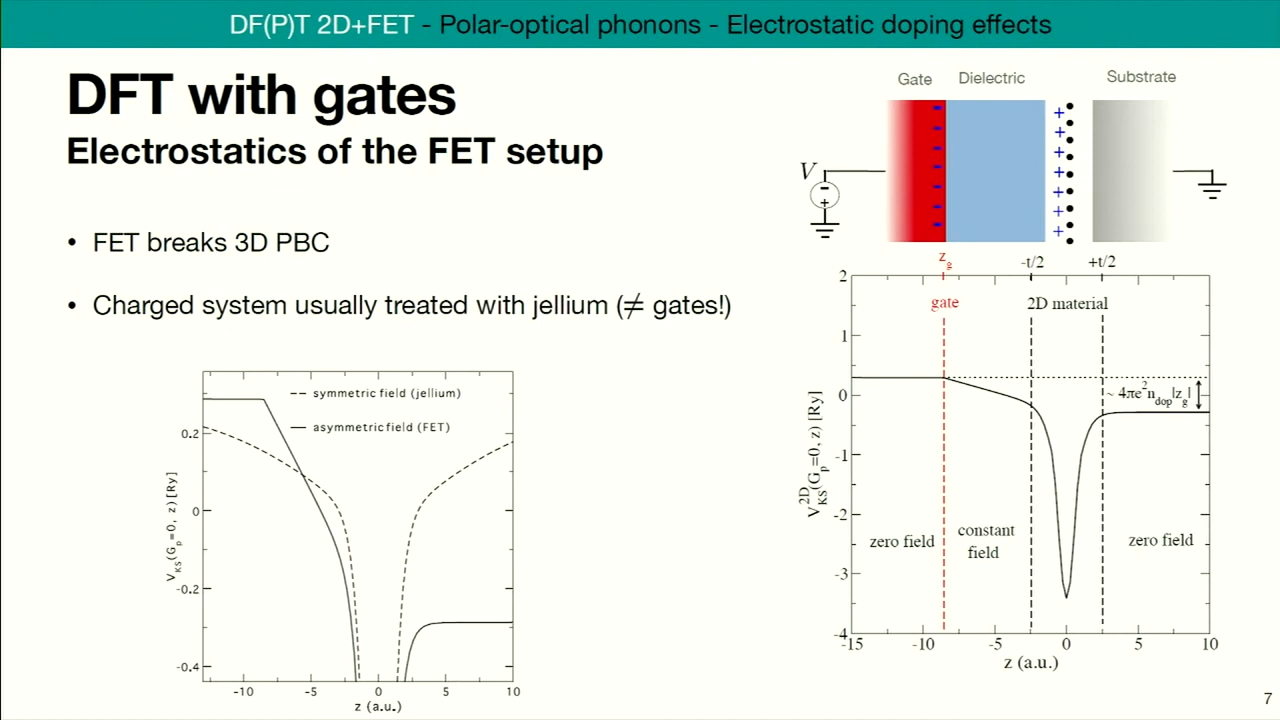 DF(P)T 2D+FET - Polar-optical phonons - Electrostatic doping effects
DFT with gates
Electrostatics of the FET setup
• FET breaks 3D PBC
• Charged system usually treated with jellium (≠ gates!)
Gate Dielectric Substrate
V
- + + + + + + + +
z_g -t/2 +t/2
gate 2D material
~ 4πe²n_dop|z_g|
zero field constant field zero field
V_KS^2D(G_p=0, z) [Ry]
2
1
0
-1
-2
-3
-4
-15 -10 -5 0 5 10
z (a.u.)
symmetric field (jellium)
asymmetric field (FET)
V_KS(G_p=0, z) [Ry]
0.2
0
-0.2
-0.4
-10 -5 0 5 10
z (a.u.)
7